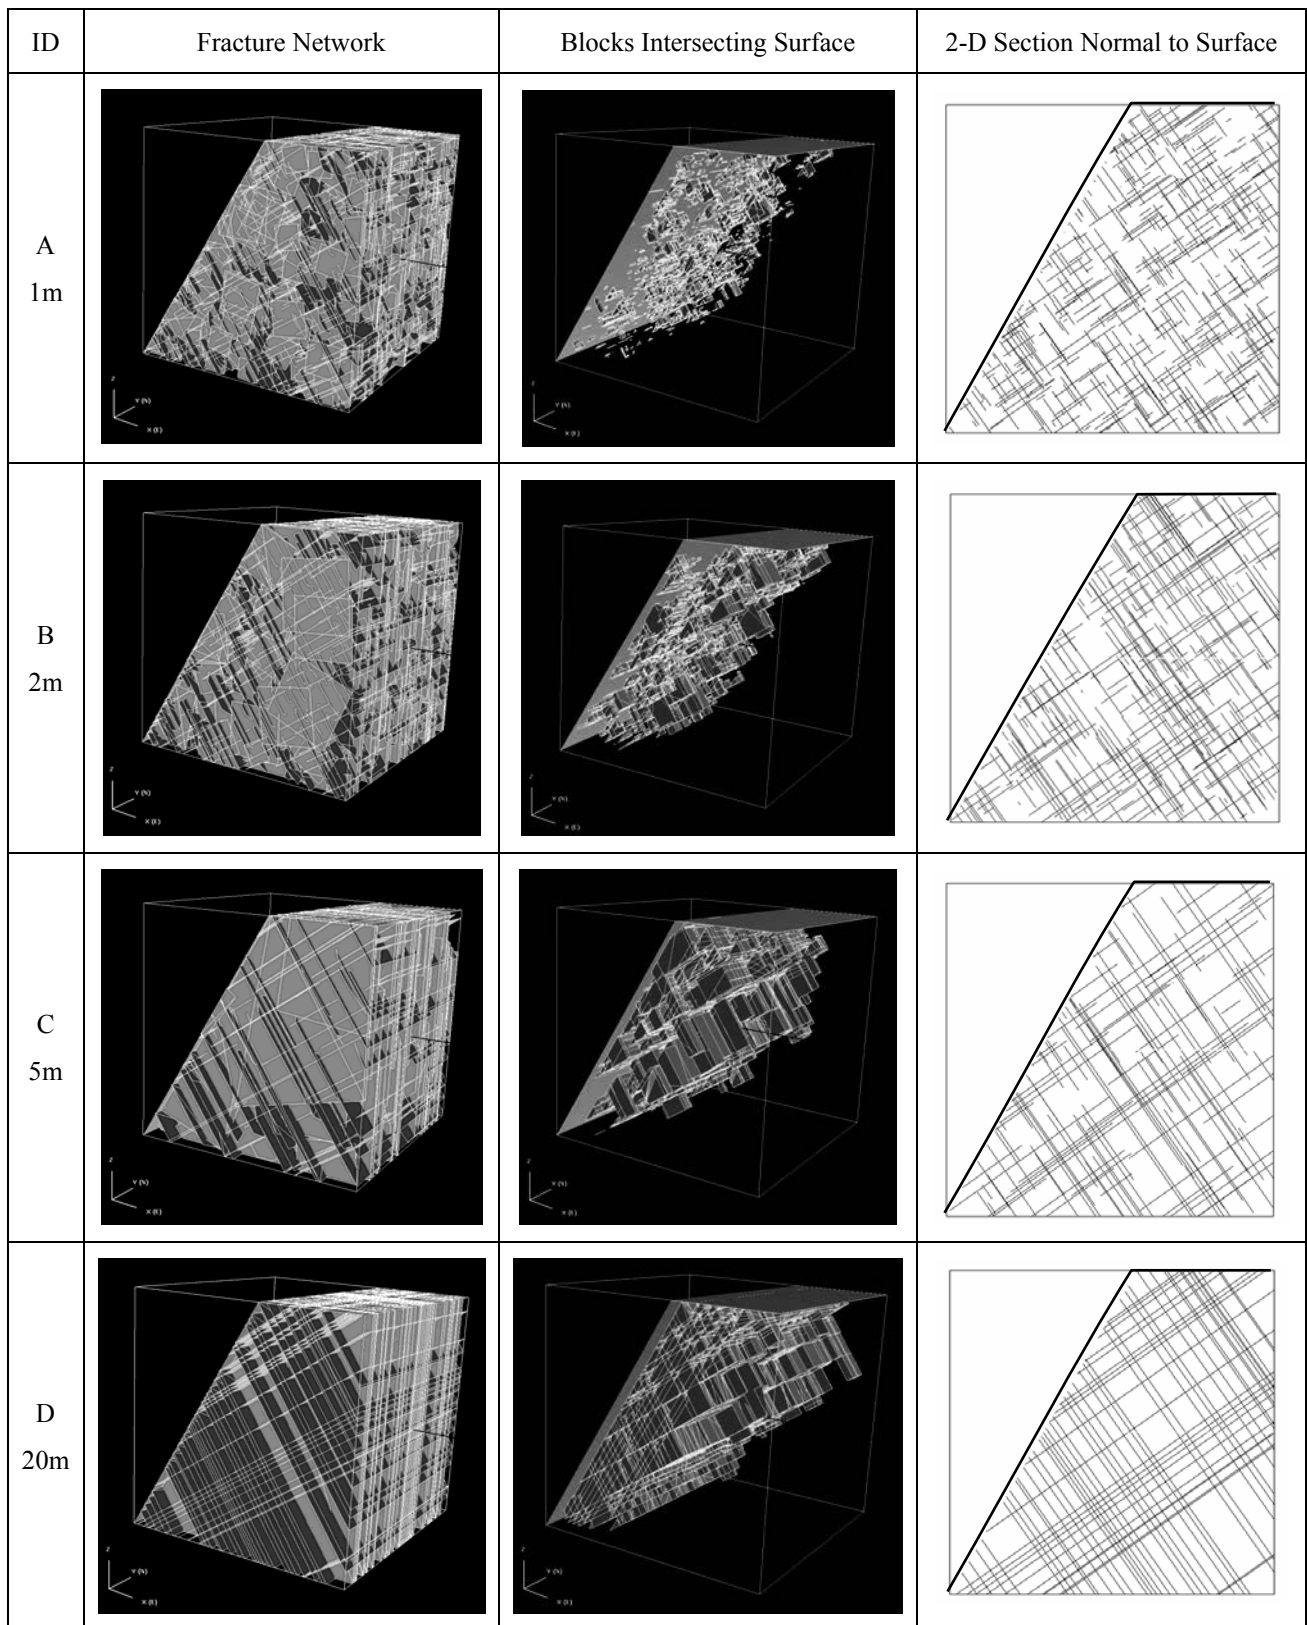 ID Fracture Network Blocks Intersecting Surface 2-D Section Normal to Surface
A
1m
Z
Y (N)
X (E)
Z
Y (N)
X (E)
B
2m
Z
Y (N)
X (E)
Z
Y (N)
X (E)
C
5m
Z
Y (N)
X (E)
Z
Y (N)
X (E)
D
20m
Z
Y (N)
X (E)
Z
Y (N)
X (E)